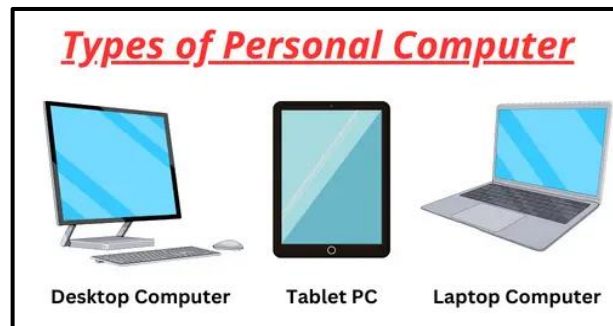 Types of Personal Computer
Desktop Computer
Tablet PC
Laptop Computer